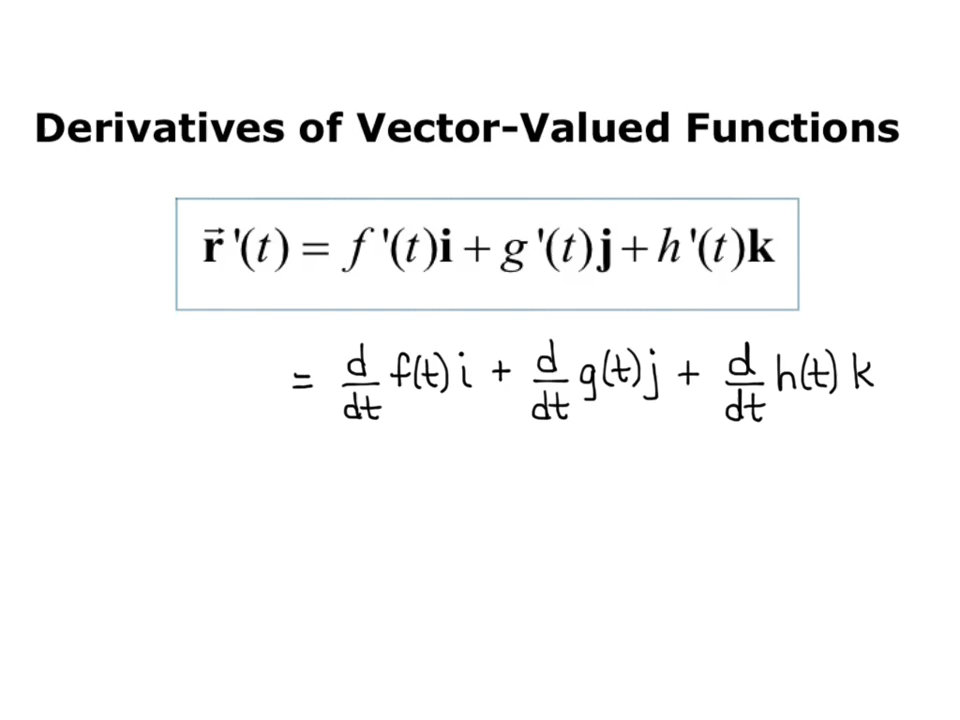 Derivatives of Vector-Valued Functions
r⃗ '(t) = f '(t)i + g '(t)j + h '(t)k
= d/dt f(t) i + d/dt g(t) j + d/dt h(t) k